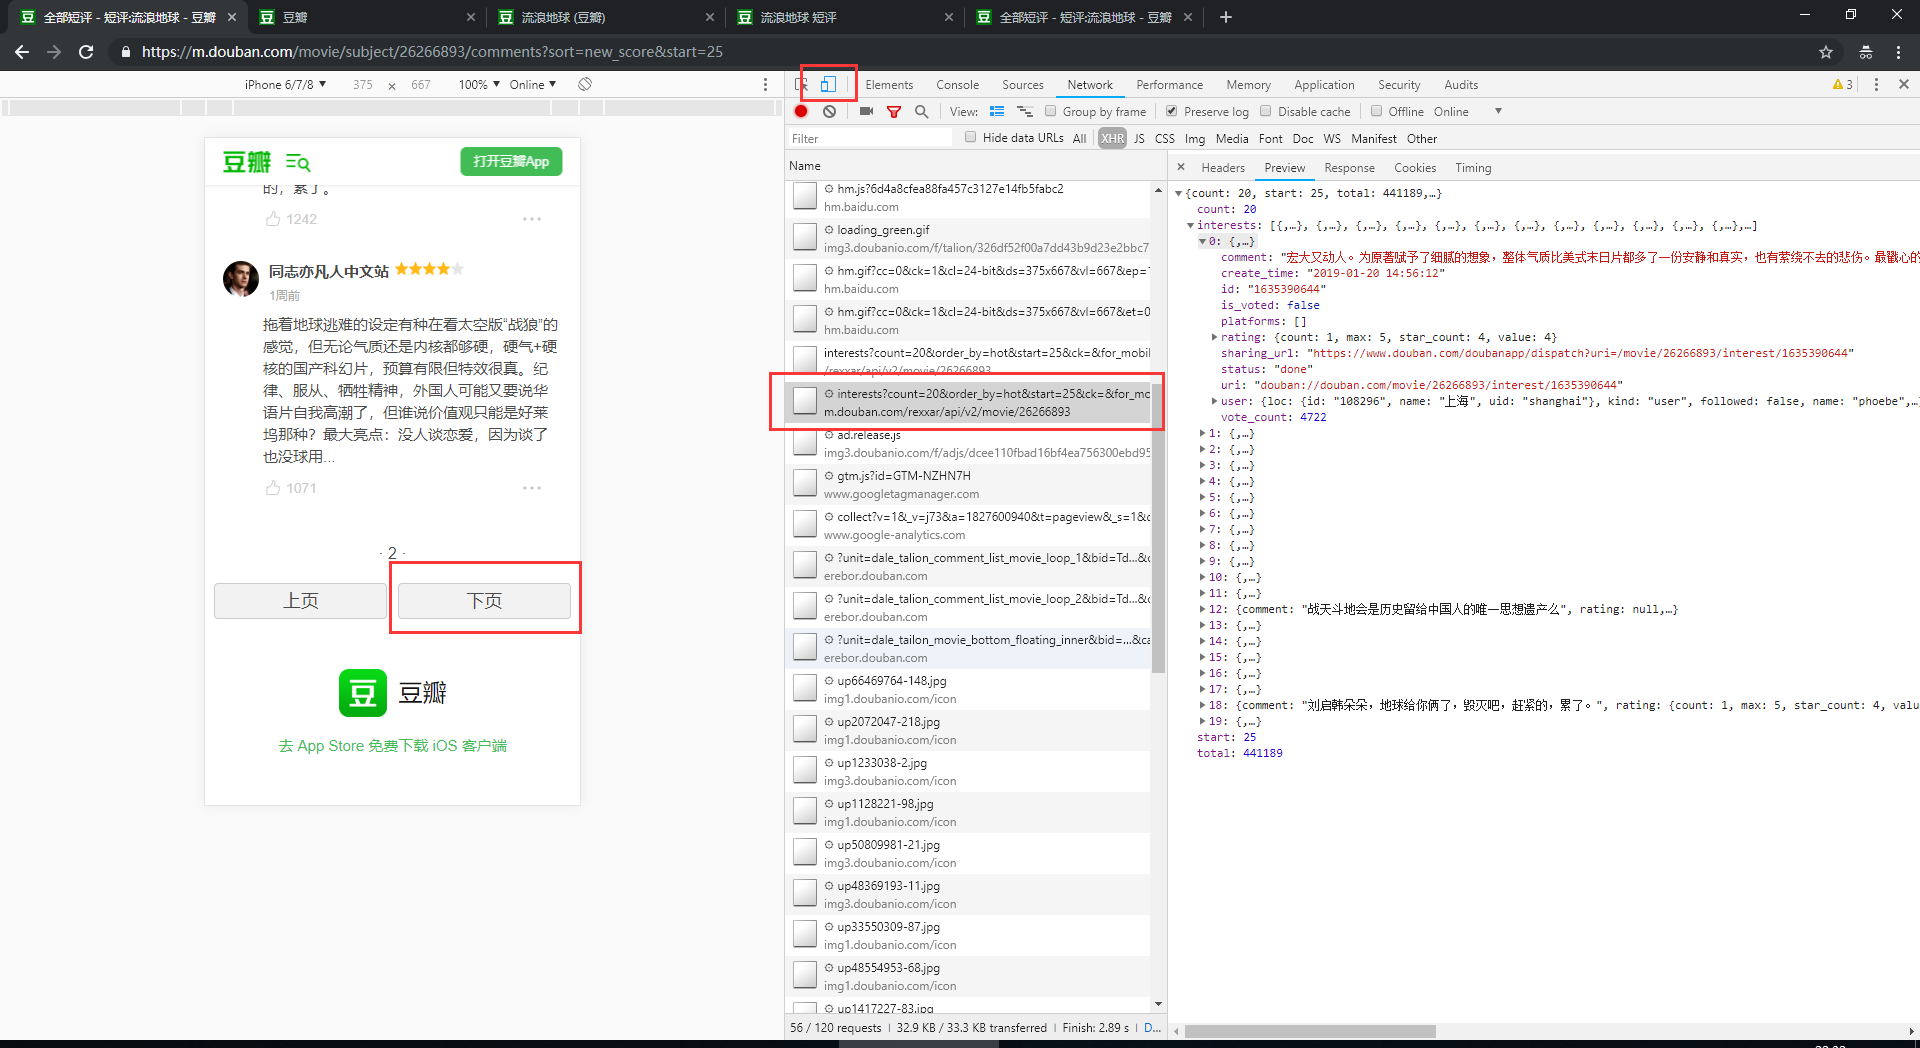 全部短评 - 短评·流浪地球 - 豆瓣
豆瓣
流浪地球 (豆瓣)
流浪地球 短评
全部短评 - 短评·流浪地球 - 豆瓣
https://m.douban.com/movie/subject/26266893/comments?sort=new_score&start=25
iPhone 6/7/8 ▼ 375 × 667 100% ▼ Online ▼
豆瓣
打开豆瓣App
的，累了。
1242
同志亦凡人中文站
1周前
拖着地球逃难的设定有种在看太空版“战狼”的
感觉，但无论气质还是内核都够硬，硬气+硬
核的国产科幻片，预算有限但特效很真。纪
律、服从、牺牲精神，外国人可能又要说华
语片自我高潮了，但谁说价值观只能是好莱
坞那种？最大亮点：没人谈恋爱，因为谈了
也没球用...
1071
· 2 ·
上页
下页
豆
豆瓣
去 App Store 免费下载 iOS 客户端
Elements Console Sources Network Performance Memory Application Security Audits 3
View: Group by frame Preserve log Disable cache Offline Online ▼
Filter Hide data URLs All XHR JS CSS Img Media Font Doc WS Manifest Other
Name
hm.js?6d4a8cfea88fa457c3127e14fb5fabc2
hm.baidu.com
loading_green.gif
img3.doubanio.com/f/talion/326df52f00a7dd43b9d23e2bbc7
hm.gif?cc=0&ck=1&cl=24-bit&ds=375x667&vl=667&ep=
hm.baidu.com
hm.gif?cc=0&ck=1&cl=24-bit&ds=375x667&vl=667&et=0
hm.baidu.com
interests?count=20&order_by=hot&start=25&ck=&for_mobil
/rexxar/api/v2/movie/26266893
interests?count=20&order_by=hot&start=25&ck=&for_mo
m.douban.com/rexxar/api/v2/movie/26266893
ad.release.js
img3.doubanio.com/f/adjs/dcee110fbad16bf4ea756300ebd95
gtm.js?id=GTM-NZHN7H
www.googletagmanager.com
collect?v=1&_v=j73&a=1827600940&t=pageview&_s=1&
www.google-analytics.com
?unit=dale_talion_comment_list_movie_loop_1&bid=Td...&
erebor.douban.com
?unit=dale_talion_comment_list_movie_loop_2&bid=Td...&
erebor.douban.com
?unit=dale_tailon_movie_bottom_floating_inner&bid=...&ca
erebor.douban.com
up66469764-148.jpg
img1.doubanio.com/icon
up2072047-218.jpg
img1.doubanio.com/icon
up1233038-2.jpg
img3.doubanio.com/icon
up1128221-98.jpg
img1.doubanio.com/icon
up50809981-21.jpg
img3.doubanio.com/icon
up48369193-11.jpg
img3.doubanio.com/icon
up33550309-87.jpg
img1.doubanio.com/icon
up48554953-68.jpg
img1.doubanio.com/icon
up1417227-83.jpg
56 / 120 requests | 32.9 KB / 33.3 KB transferred | Finish: 2.89 s | D...
× Headers Preview Response Cookies Timing
▼{count: 20, start: 25, total: 441189,…}
count: 20
▼interests: [{,…}, {,…}, {,…}, {,…}, {,…}, {,…}, {,…}, {,…}, {,…}, {,…}, {,…}, {,…},…]
▼0: {,…}
comment: "宏大又动人。为原著赋予了细腻的想象，整体气质比美式末日片都多了一份安静和真实，也有萦绕不去的悲伤。最戳心的
create_time: "2019-01-20 14:56:12"
id: "1635390644"
is_voted: false
platforms: []
▶rating: {count: 1, max: 5, star_count: 4, value: 4}
sharing_url: "https://www.douban.com/doubanapp/dispatch?uri=/movie/26266893/interest/1635390644"
status: "done"
uri: "douban://douban.com/movie/26266893/interest/1635390644"
▶user: {loc: {id: "108296", name: "上海", uid: "shanghai"}, kind: "user", followed: false, name: "phoebe",…
vote_count: 4722
▶1: {,…}
▶2: {,…}
▶3: {,…}
▶4: {,…}
▶5: {,…}
▶6: {,…}
▶7: {,…}
▶8: {,…}
▶9: {,…}
▶10: {,…}
▶11: {,…}
▶12: {comment: "战天斗地会是历史留给中国人的唯一思想遗产么", rating: null,…}
▶13: {,…}
▶14: {,…}
▶15: {,…}
▶16: {,…}
▶17: {,…}
▶18: {comment: "刘启韩朵朵，地球给你俩了，毁灭吧，赶紧的，累了。", rating: {count: 1, max: 5, star_count: 4, valu
▶19: {,…}
start: 25
total: 441189